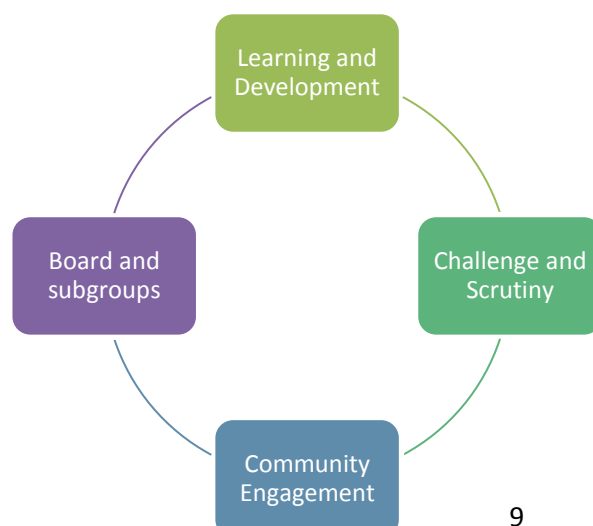 Learning and
Development
Board and
subgroups
Challenge and
Scrutiny
Community
Engagement
9